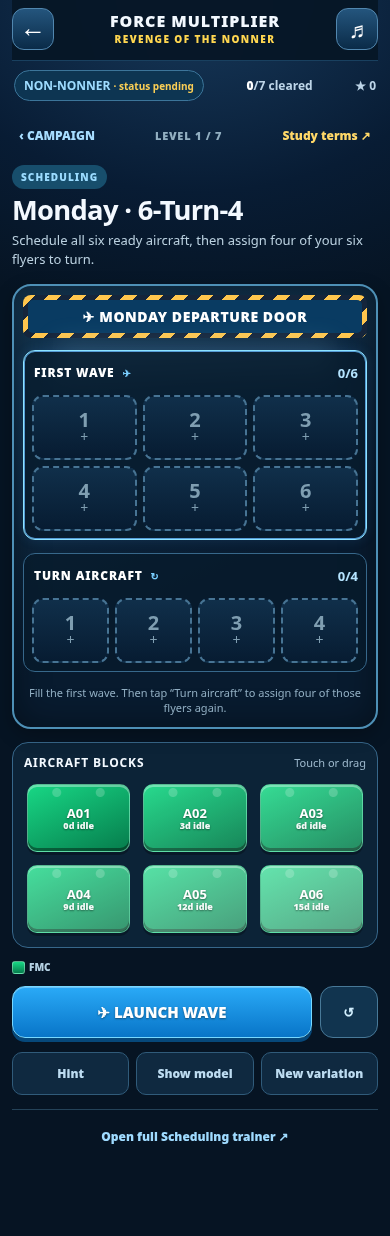 ←
FORCE MULTIPLIER
REVENGE OF THE NONNER
♬
NON-NONNER · status pending
0/7 cleared
★ 0
‹ CAMPAIGN
LEVEL 1 / 7
Study terms ↗
SCHEDULING
Monday · 6-Turn-4
Schedule all six ready aircraft, then assign four of your six
flyers to turn.
✈ MONDAY DEPARTURE DOOR
FIRST WAVE ✈
0/6
1
+
2
+
3
+
4
+
5
+
6
+
TURN AIRCRAFT ↻
0/4
1
+
2
+
3
+
4
+
Fill the first wave. Then tap “Turn aircraft” to assign four of those
flyers again.
AIRCRAFT BLOCKS
Touch or drag
A01
0d idle
A02
3d idle
A03
6d idle
A04
9d idle
A05
12d idle
A06
15d idle
FMC
✈ LAUNCH WAVE
↺
Hint
Show model
New variation
Open full Scheduling trainer ↗